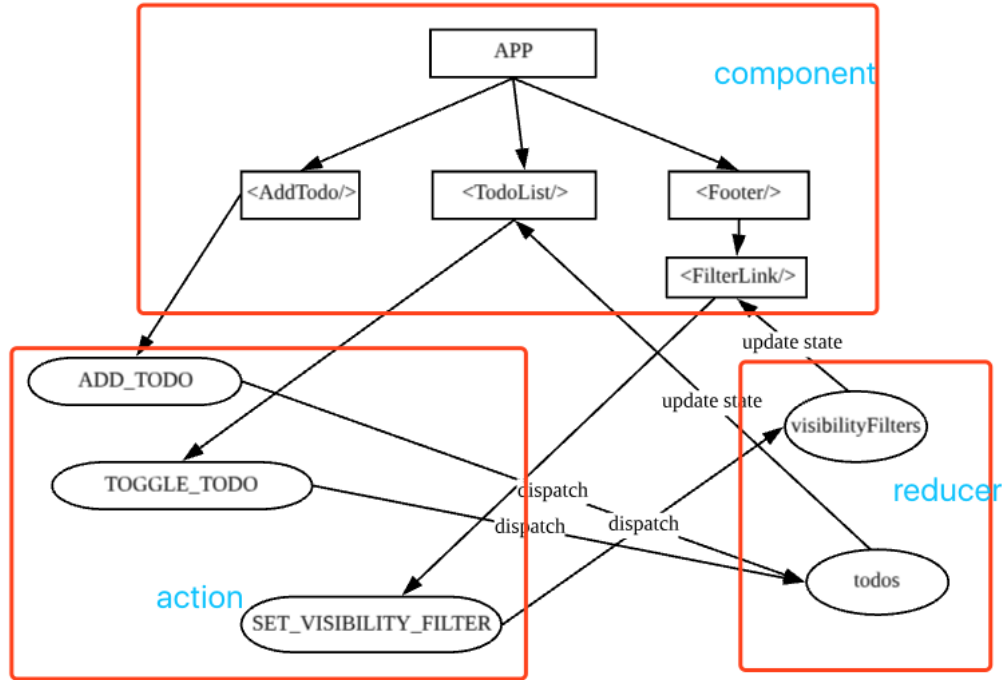 APP
component
<AddTodo/>
<TodoList/>
<Footer/>
<FilterLink/>
update state
ADD_TODO
update state
visibilityFilters
TOGGLE_TODO
dispatch
reducer
dispatch
dispatch
todos
action
SET_VISIBILITY_FILTER